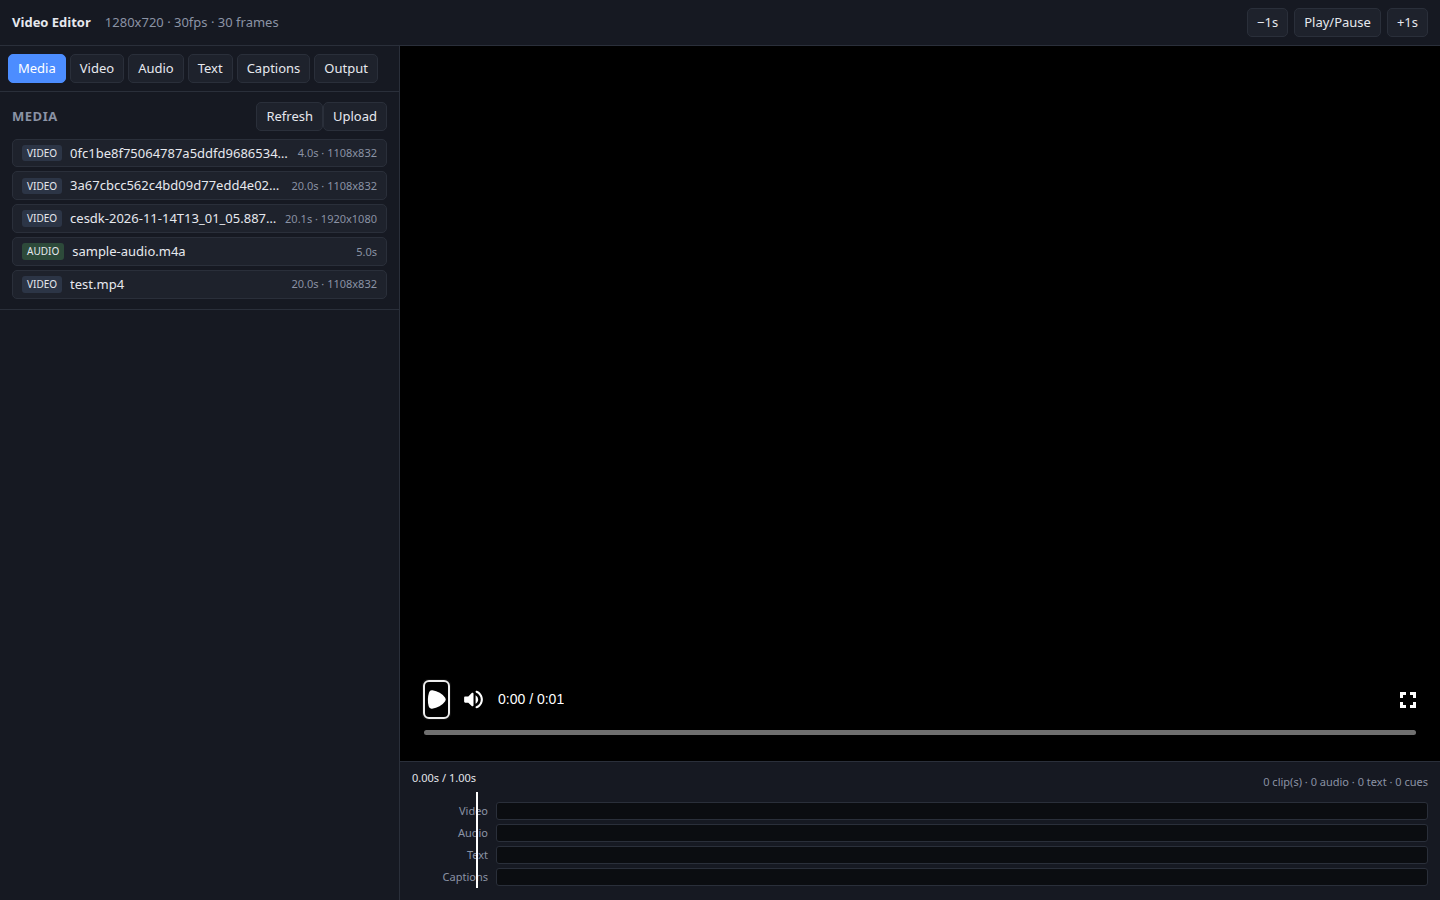 Video Editor 1280x720 · 30fps · 30 frames −1s Play/Pause +1s
Media Video Audio Text Captions Output
MEDIA Refresh Upload
VIDEO 0fc1be8f75064787a5ddfd9686534... 4.0s · 1108x832
VIDEO 3a67cbcc562c4bd09d77edd4e02... 20.0s · 1108x832
VIDEO cesdk-2026-11-14T13_01_05.887... 20.1s · 1920x1080
AUDIO sample-audio.m4a 5.0s
VIDEO test.mp4 20.0s · 1108x832
0:00 / 0:01
0.00s / 1.00s 0 clip(s) · 0 audio · 0 text · 0 cues
Video
Audio
Text
Captions